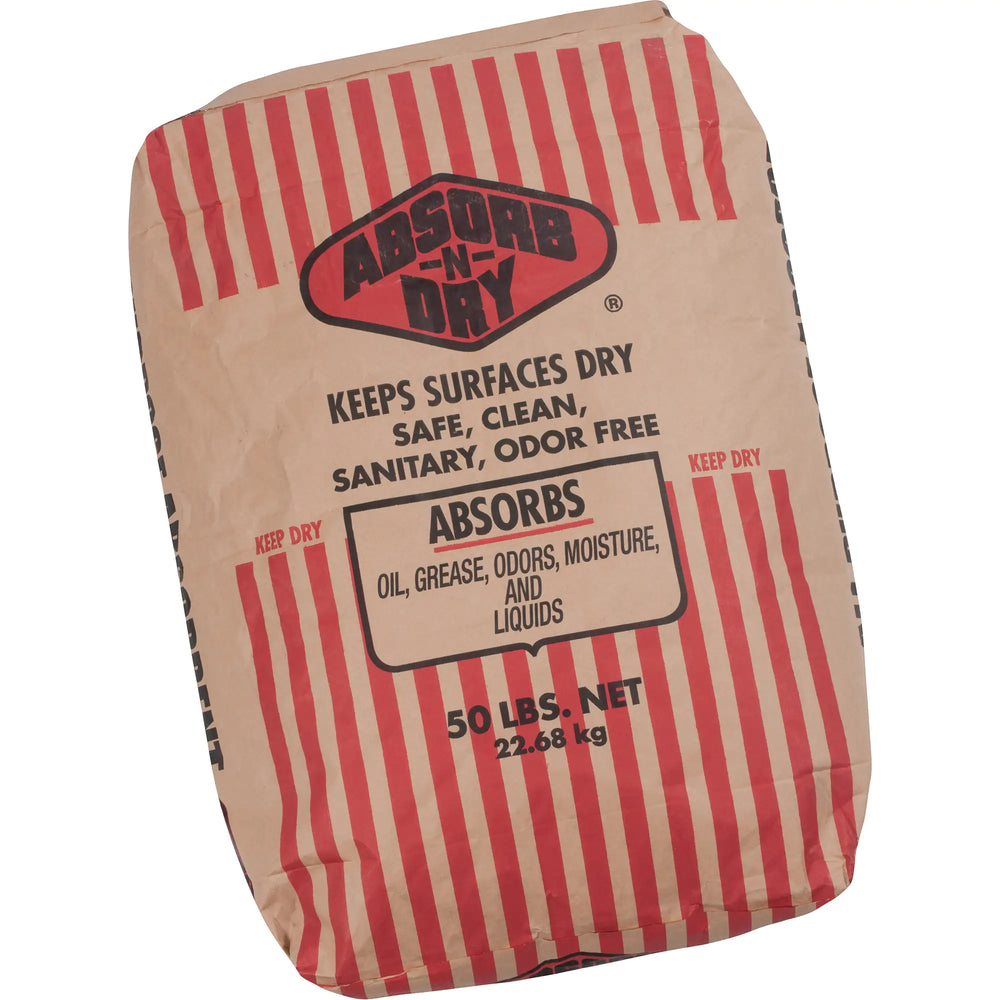 ABSORB
-N-
DRY
®
KEEPS SURFACES DRY
SAFE, CLEAN,
SANITARY, ODOR FREE
KEEP DRY
KEEP DRY
ABSORBS
OIL, GREASE, ODORS, MOISTURE,
AND
LIQUIDS
50 LBS. NET
22.68 kg
ABSORBENT